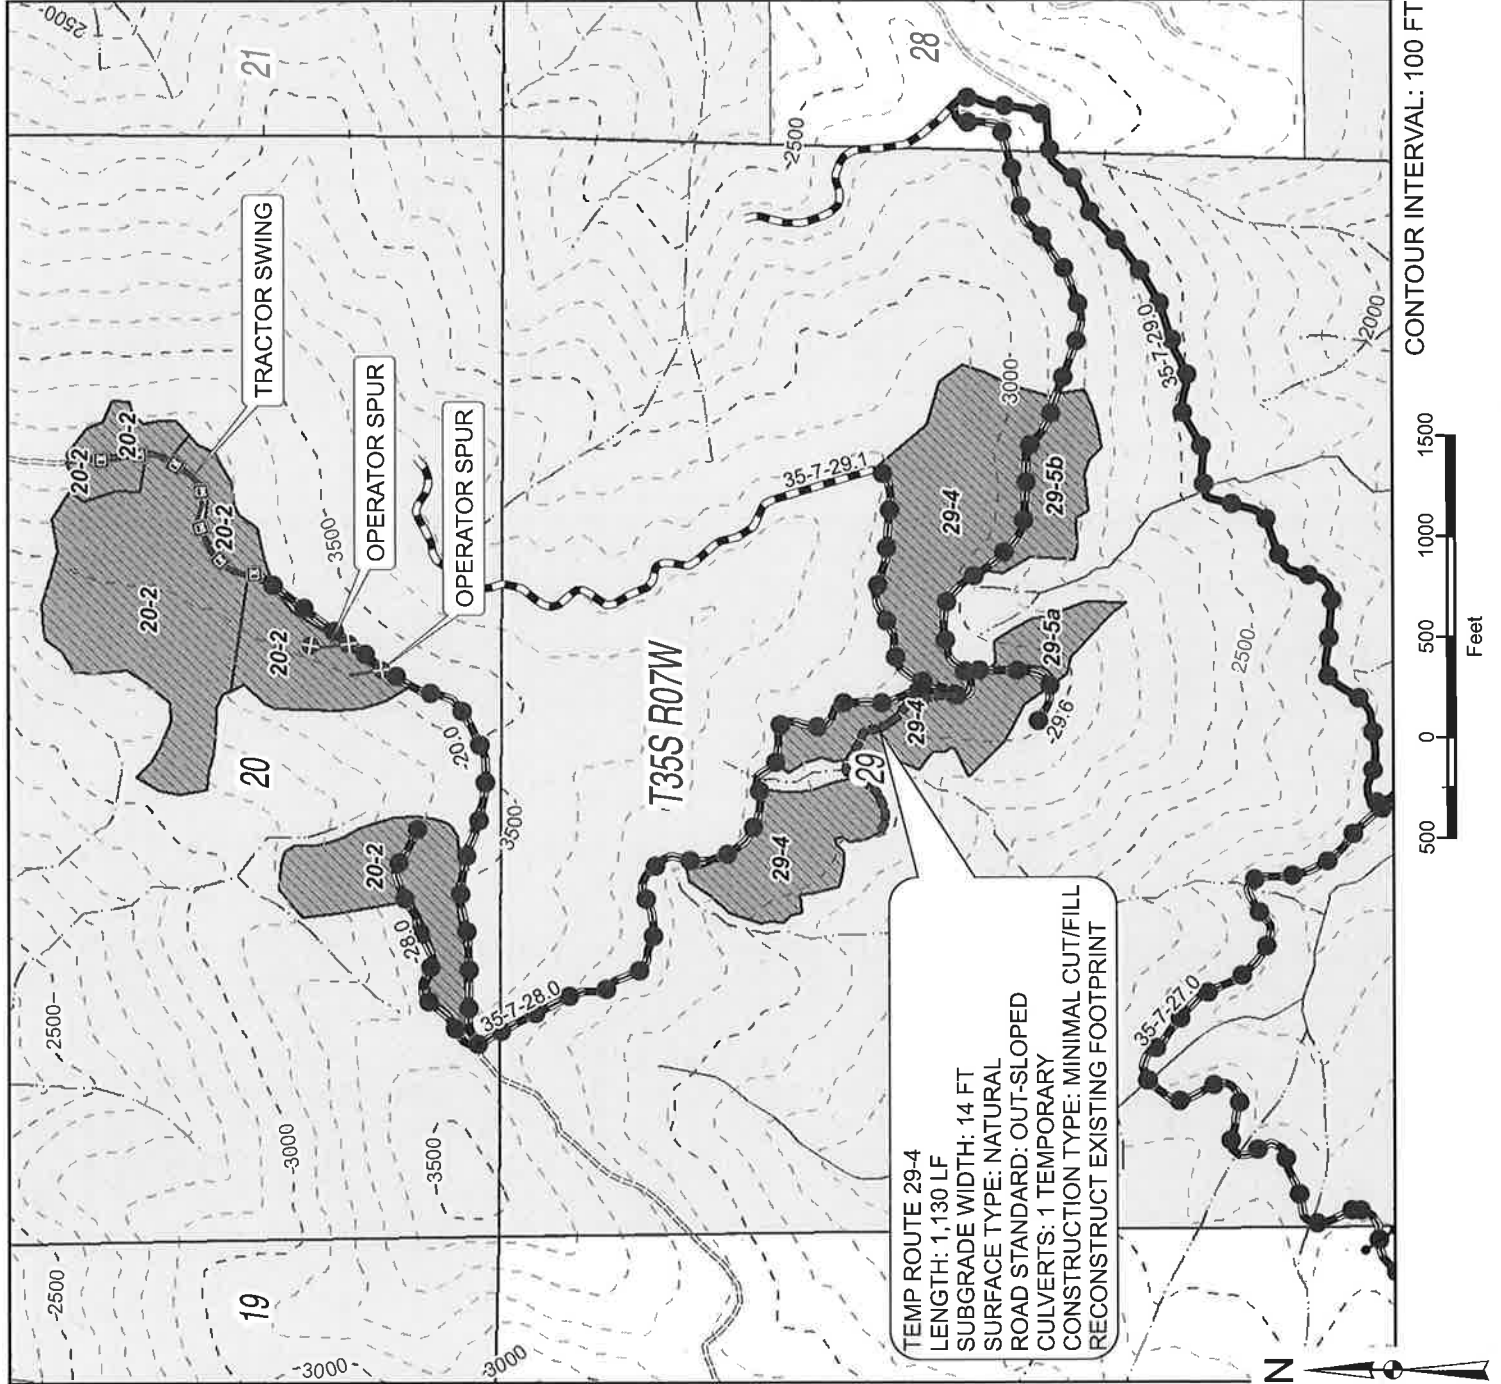 2500
21
28
TRACTOR SWING
OPERATOR SPUR
OPERATOR SPUR
20-2
20-2
20-2
20-2
20-2
20-2
3500
20
-20.0
3500
28.0
35-7-28.0
2500
3000
3500
2500
19
3000
3000
T35S R07W
2500
35-7-29.1
3000
35-7-29.0
2000
29-4
29-5b
29-5a
29-4
29
29-4
-29.6
2500
35-7-27.0
TEMP ROUTE 29-4
LENGTH: 1,130 LF
SUBGRADE WIDTH: 14 FT
SURFACE TYPE: NATURAL
ROAD STANDARD: OUT-SLOPED
CULVERTS: 1 TEMPORARY
CONSTRUCTION TYPE: MINIMAL CUT/FILL
RECONSTRUCT EXISTING FOOTPRINT
N
500 0 500 1000 1500
Feet
CONTOUR INTERVAL: 100 FT